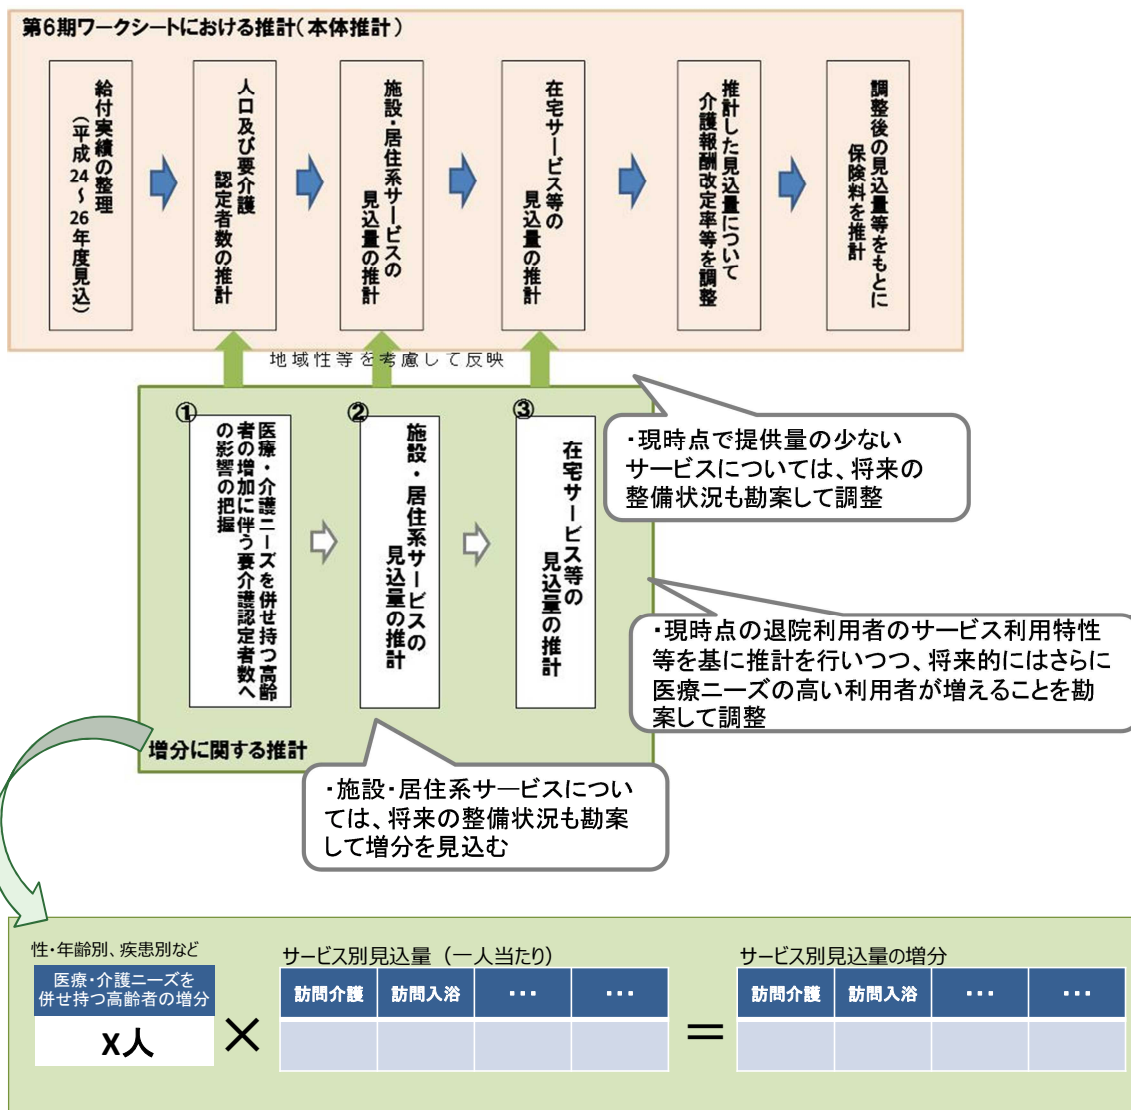 第6期ワークシートにおける推計(本体推計)
給付実績の整理
(平成24～26年度見込)
人口及び要介護
認定者数の推計
施設・居住系サービスの
見込量の推計
在宅サービス等の
見込量の推計
推計した見込量について
介護報酬改定率等を調整
調整後の見込量等をもとに
保険料を推計
地域性等を考慮して反映
①
医療・介護ニーズを併せ持つ高齢
者の増加に伴う要介護認定者数へ
の影響の把握
②
施設・居住系サービスの
見込量の推計
③
在宅サービス等の
見込量の推計
・現時点で提供量の少ない
サービスについては、将来の
整備状況も勘案して調整
・現時点の退院利用者のサービス利用特性
等を基に推計を行いつつ、将来的にはさらに
医療ニーズの高い利用者が増えることを勘
案して調整
増分に関する推計
・施設・居住系サービスについ
ては、将来の整備状況も勘案
して増分を見込む
性・年齢別、疾患別など
医療・介護ニーズを
併せ持つ高齢者の増分
X人
×
サービス別見込量（一人当たり）
訪問介護 訪問入浴 ・・・ ・・・
＝
サービス別見込量の増分
訪問介護 訪問入浴 ・・・ ・・・